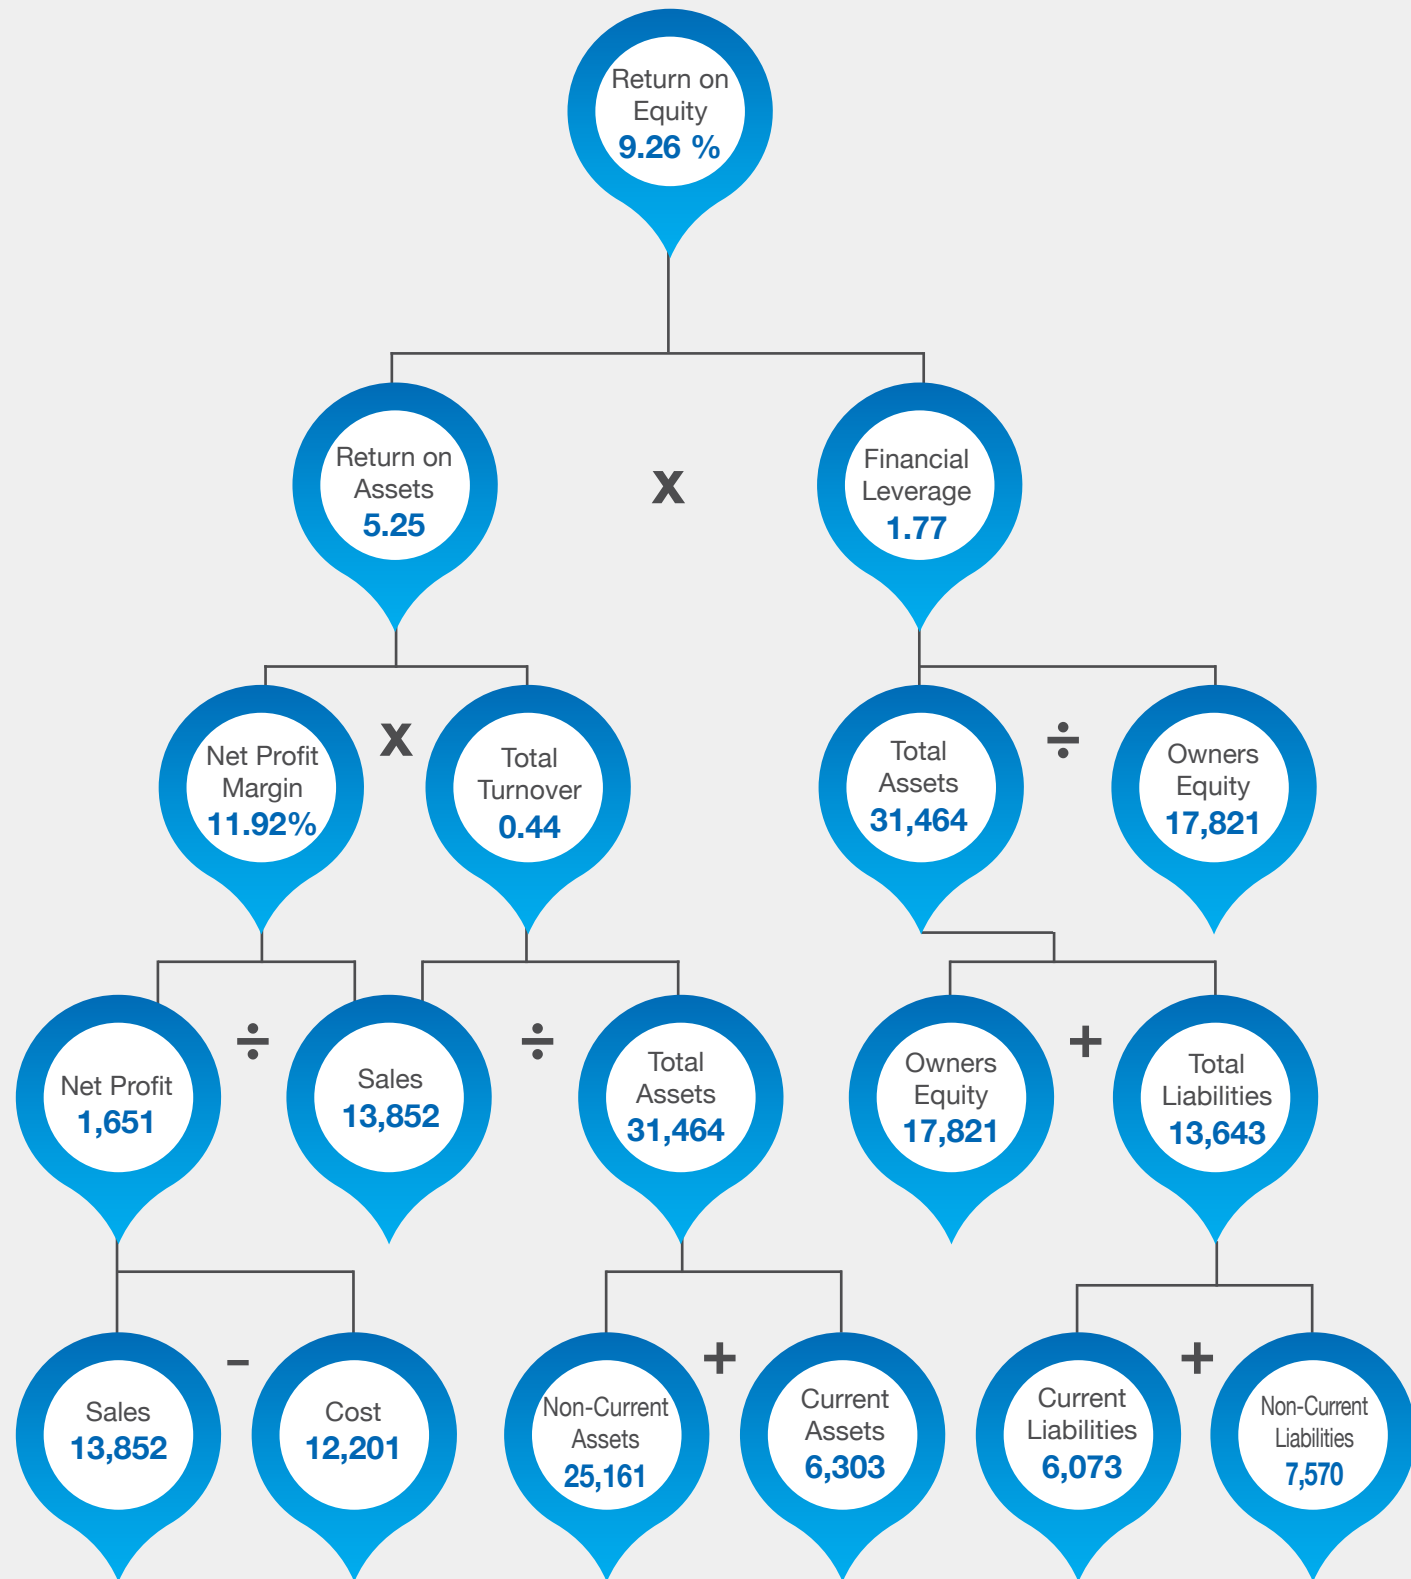 Return on
Equity
9.26 %
Return on
Assets
5.25
x
Financial
Leverage
1.77
Net Profit
Margin
11.92%
x
Total
Turnover
0.44
Total
Assets
31,464
÷
Owners
Equity
17,821
Net Profit
1,651
÷
Sales
13,852
÷
Total
Assets
31,464
Owners
Equity
17,821
+
Total
Liabilities
13,643
Sales
13,852
-
Cost
12,201
Non-Current
Assets
25,161
+
Current
Assets
6,303
Current
Liabilities
6,073
+
Non-Current
Liabilities
7,570